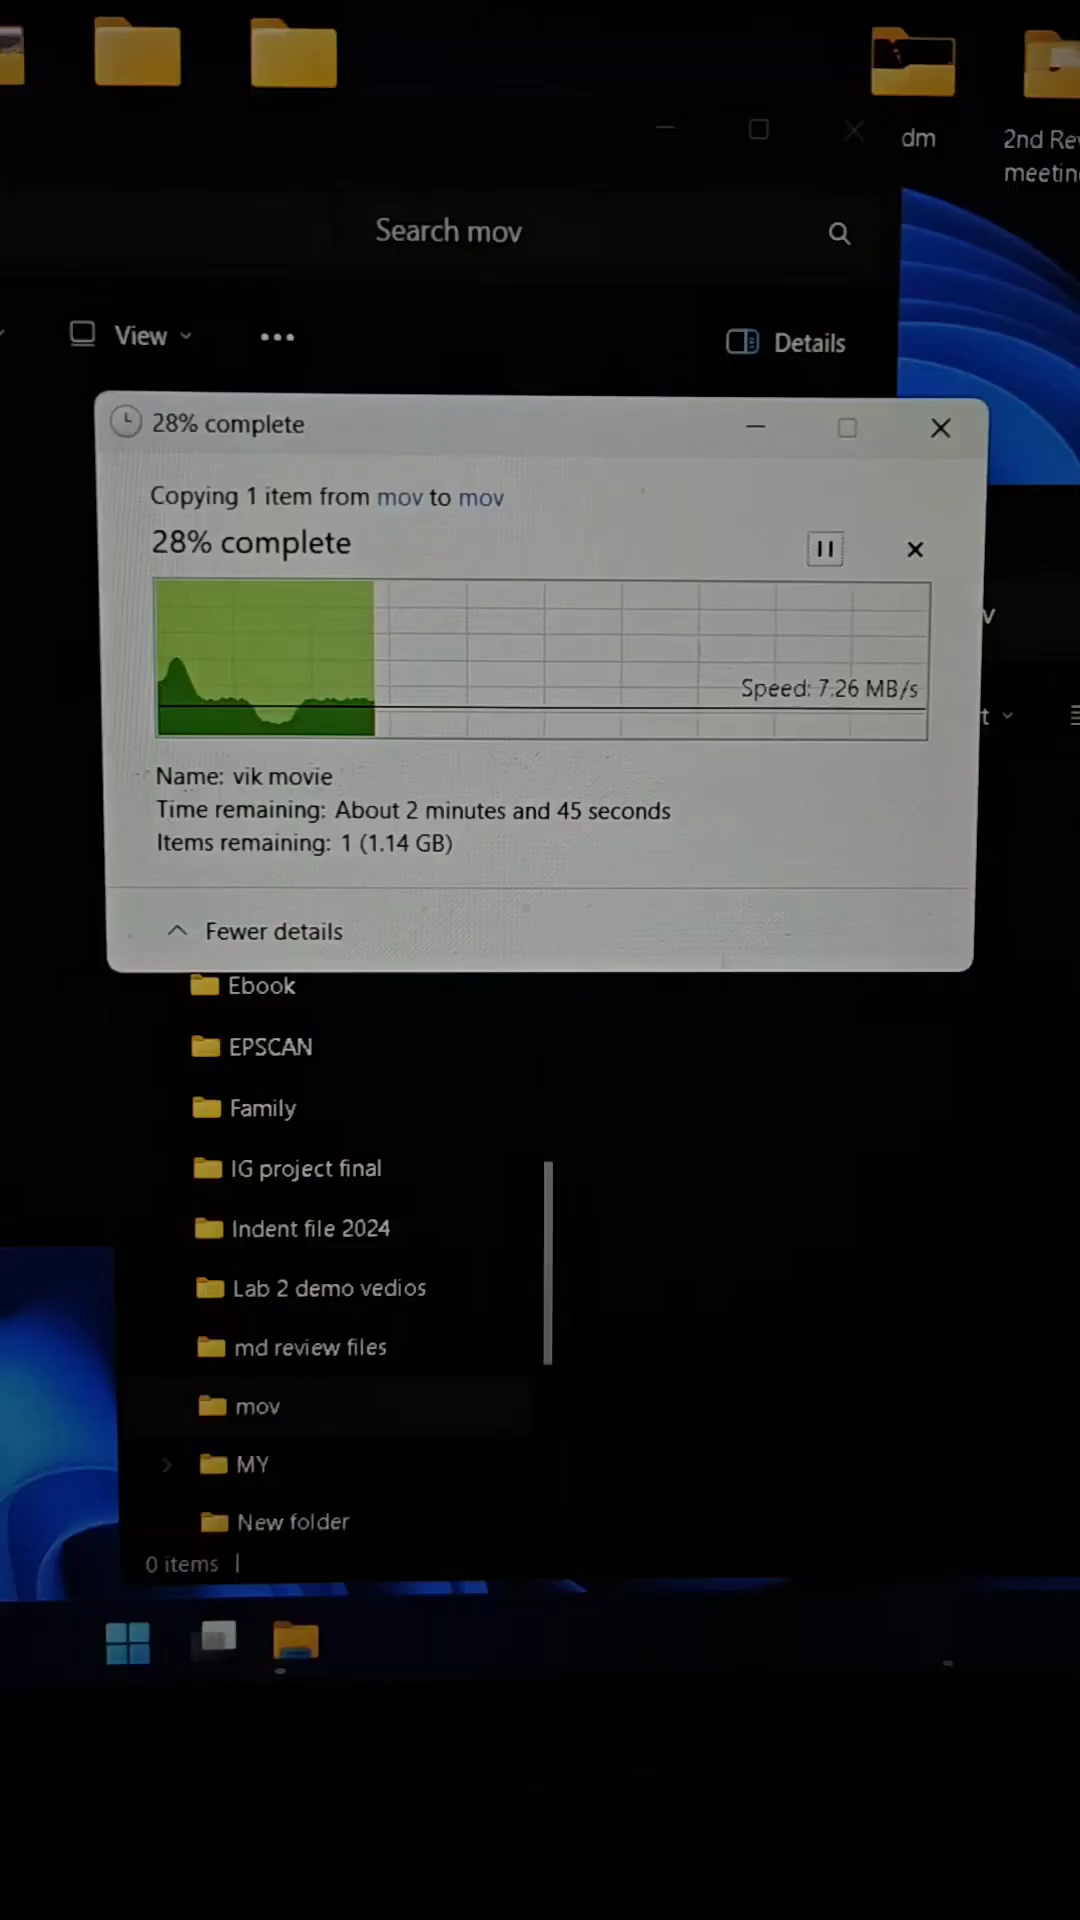 dm
2nd Re
meetin
Search mov
View
Details
28% complete
Copying 1 item from mov to mov
28% complete
Speed: 7.26 MB/s
Name: vik movie
Time remaining: About 2 minutes and 45 seconds
Items remaining: 1 (1.14 GB)
Fewer details
Ebook
EPSCAN
Family
IG project final
Indent file 2024
Lab 2 demo vedios
md review files
mov
MY
New folder
0 items